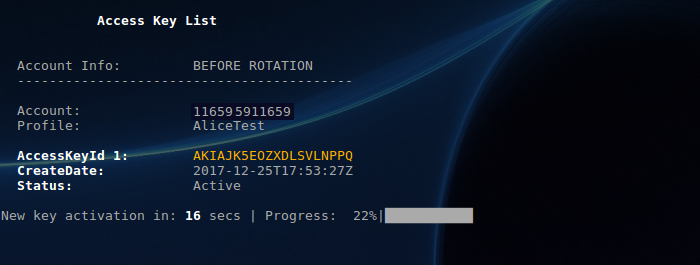 Access Key List
Account Info: BEFORE ROTATION
------------------------------------------
Account: 116595911659
Profile: AliceTest
AccessKeyId 1: AKIAJK5EOZXDLSVLNPPQ
CreateDate: 2017-12-25T17:53:27Z
Status: Active
New key activation in: 16 secs | Progress: 22%|